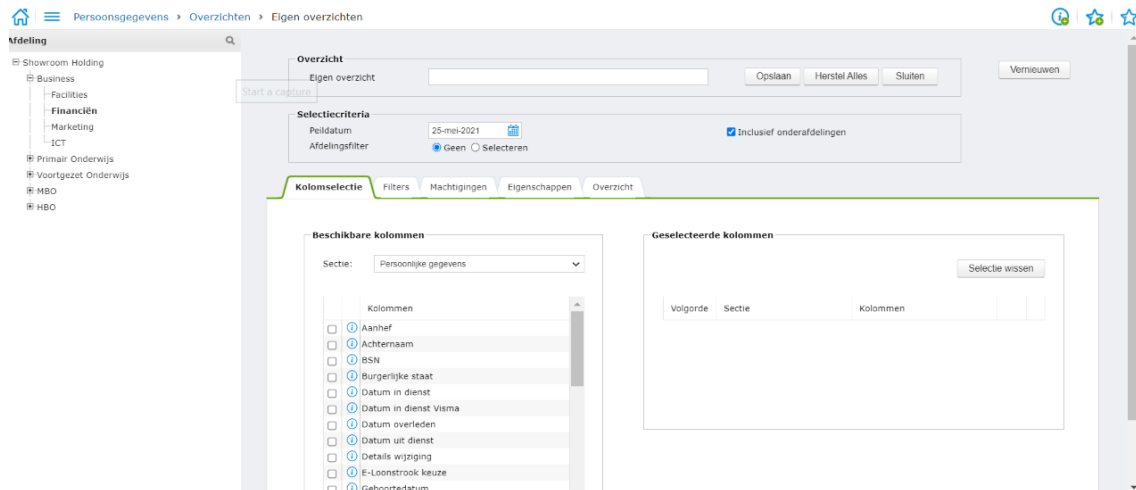 Persoonsgegevens › Overzichten › Eigen overzichten
Afdeling
Showroom Holding
Business
Facilities
Financiën
Marketing
ICT
Primair Onderwijs
Voortgezet Onderwijs
MBO
HBO
Start a capture
Overzicht
Eigen overzicht
Opslaan Herstel Alles Sluiten
Vernieuwen
Selectiecriteria
Peildatum 25-mei-2021 Inclusief onderafdelingen
Afdelingsfilter Geen Selecteren
Kolomselectie Filters Machtigingen Eigenschappen Overzicht
Beschikbare kolommen
Sectie: Persoonlijke gegevens
Kolommen
Aanhef
Achternaam
BSN
Burgerlijke staat
Datum in dienst
Datum in dienst Visma
Datum overleden
Datum uit dienst
Details wijziging
E-Loonstrook keuze
Geboortedatum
Geselecteerde kolommen
Selectie wissen
Volgorde Sectie Kolommen